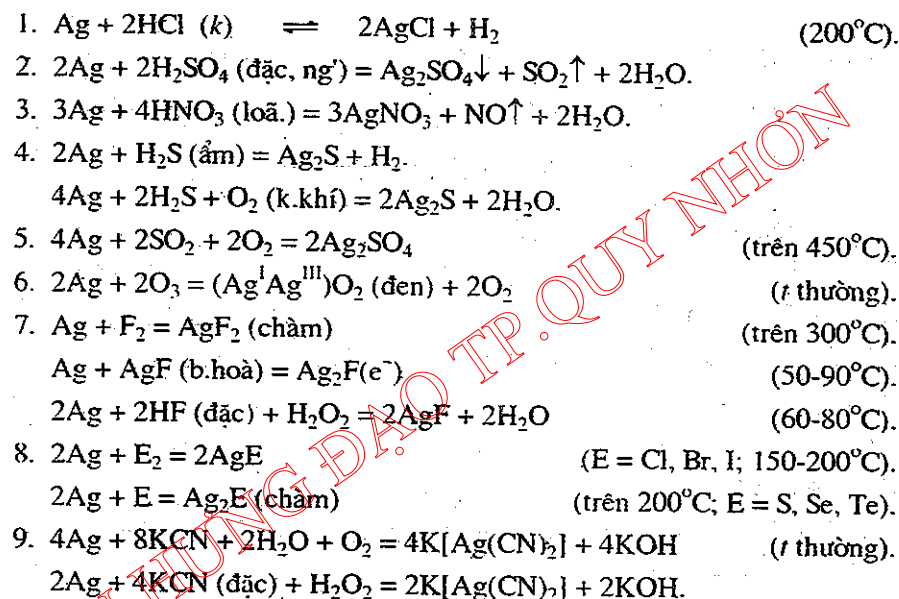 1. Ag + 2HCl (k) ⇌ 2AgCl + H₂ (200°C).
2. 2Ag + 2H₂SO₄ (đặc, ng') = Ag₂SO₄↓ + SO₂↑ + 2H₂O.
3. 3Ag + 4HNO₃ (loã.) = 3AgNO₃ + NO↑ + 2H₂O.
4. 2Ag + H₂S (ẩm) = Ag₂S + H₂.
4Ag + 2H₂S + O₂ (k.khí) = 2Ag₂S + 2H₂O.
5. 4Ag + 2SO₂ + 2O₂ = 2Ag₂SO₄ (trên 450°C).
6. 2Ag + 2O₃ = (AgᴵAgᴵᴵᴵ)O₂ (đen) + 2O₂ (t thường).
7. Ag + F₂ = AgF₂ (chàm) (trên 300°C).
Ag + AgF (b.hoà) = Ag₂F(e⁻) (50-90°C).
2Ag + 2HF (đặc) + H₂O₂ = 2AgF + 2H₂O (60-80°C).
8. 2Ag + E₂ = 2AgE (E = Cl, Br, I; 150-200°C).
2Ag + E = Ag₂E (chàm) (trên 200°C; E = S, Se, Te).
9. 4Ag + 8KCN + 2H₂O + O₂ = 4K[Ag(CN)₂] + 4KOH (t thường).
2Ag + 4KCN (đặc) + H₂O₂ = 2K[Ag(CN)₂] + 2KOH.
HƯNG ĐẠO TP.QUY NHƠN